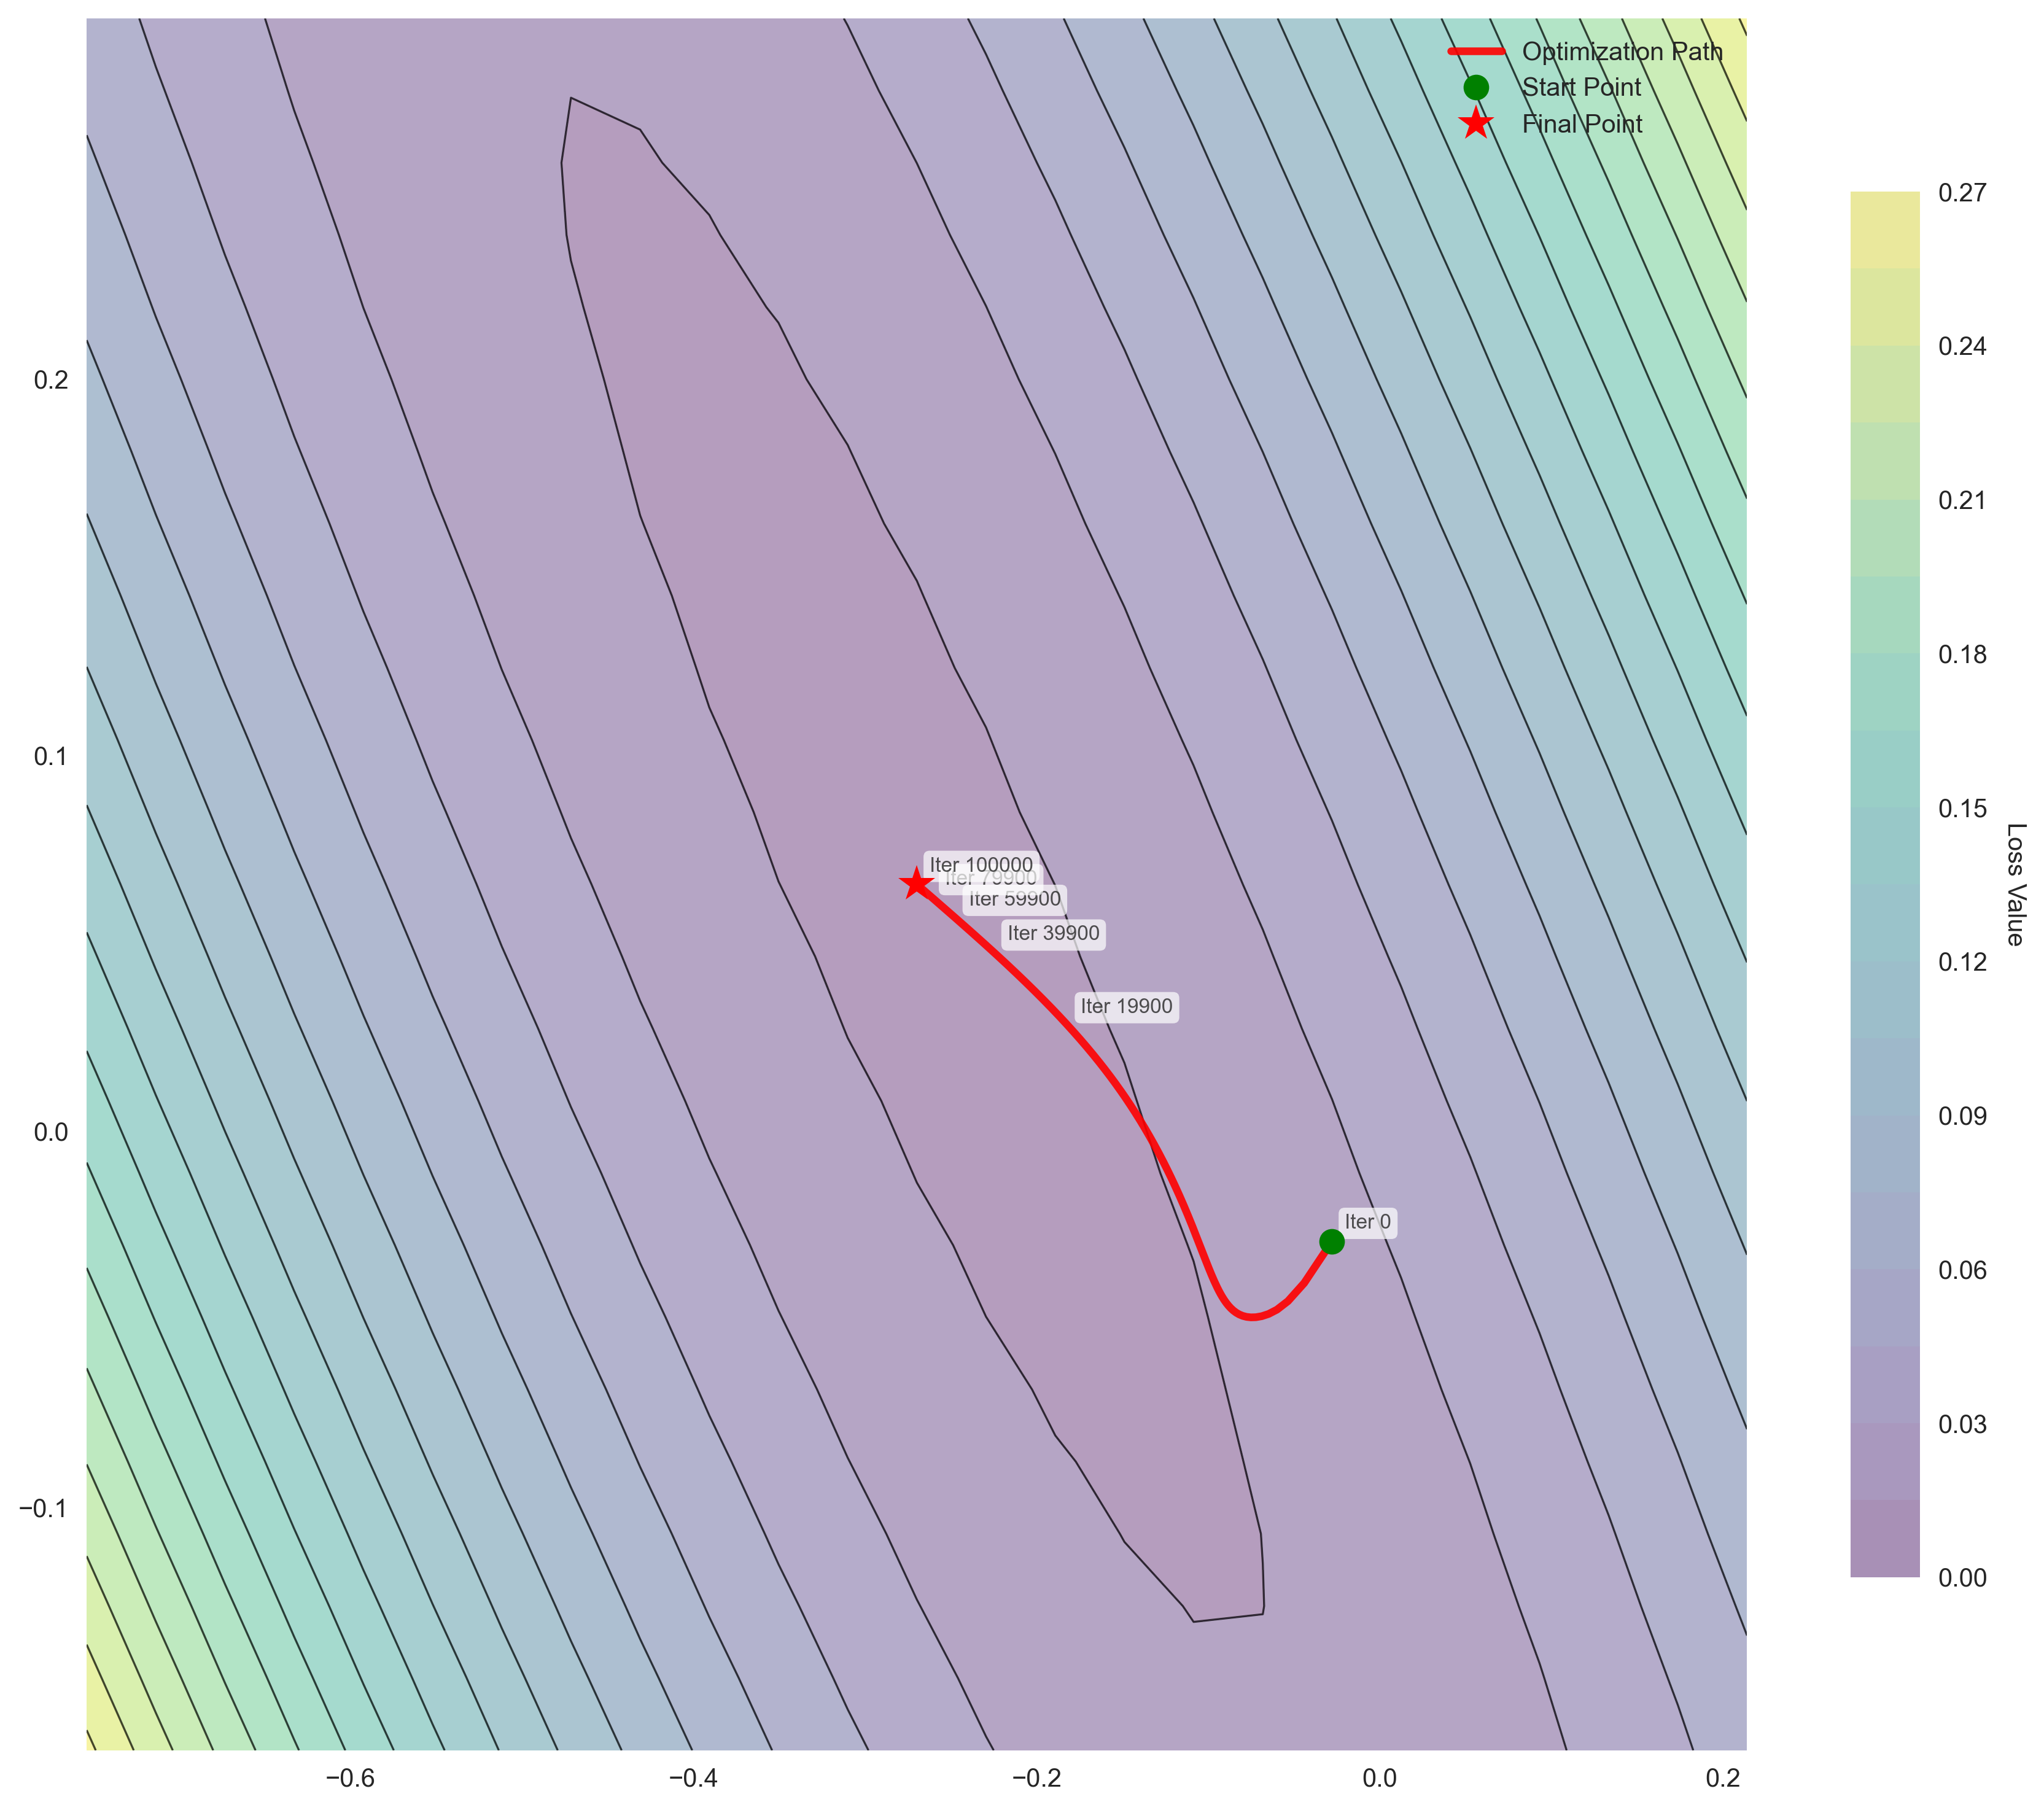 Optimization Path
Start Point
Final Point
0.2
0.1
0.0
−0.1
−0.6
−0.4
−0.2
0.0
0.2
Iter 100000
Iter 79900
Iter 59900
Iter 39900
Iter 19900
Iter 0
0.27
0.24
0.21
0.18
0.15
0.12
0.09
0.06
0.03
0.00
Loss Value